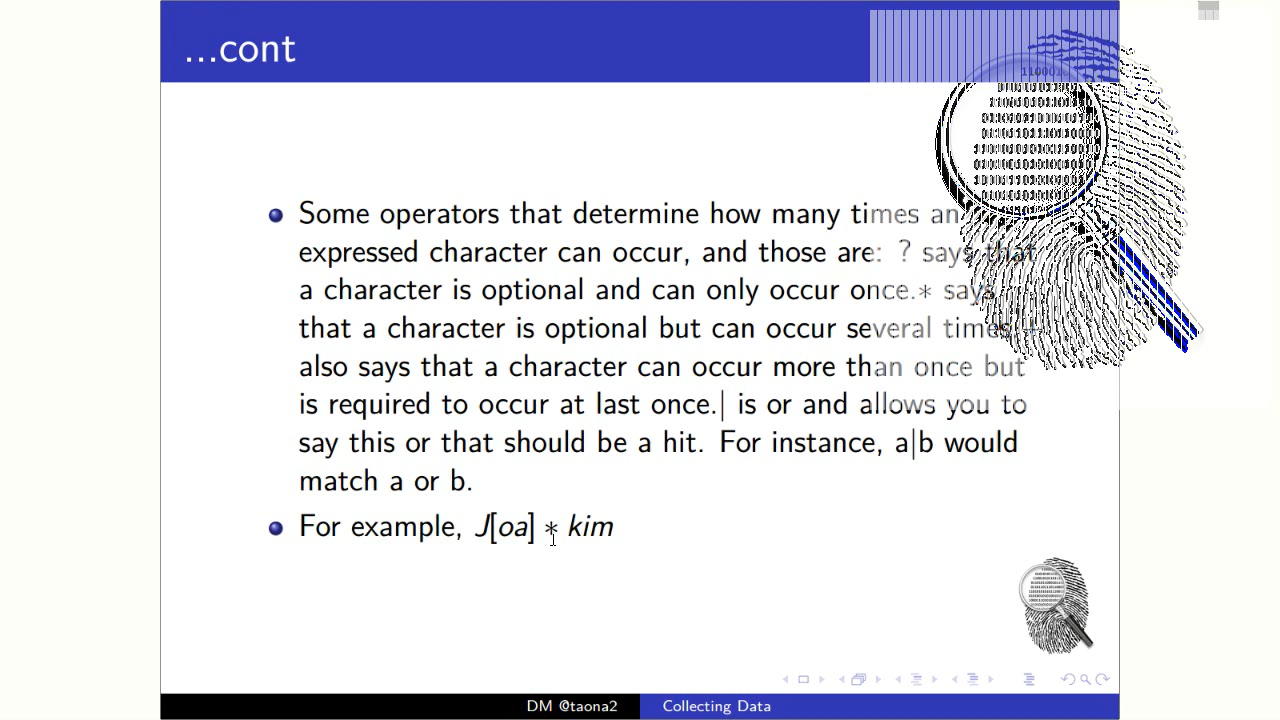 ...cont
Some operators that determine how many times an
expressed character can occur, and those are: ? says that
a character is optional and can only occur once.∗ says
that a character is optional but can occur several times
also says that a character can occur more than once but
is required to occur at last once.| is or and allows you to
say this or that should be a hit. For instance, a|b would
match a or b.
For example, J[oa] ∗ kim
DM @taona2
Collecting Data